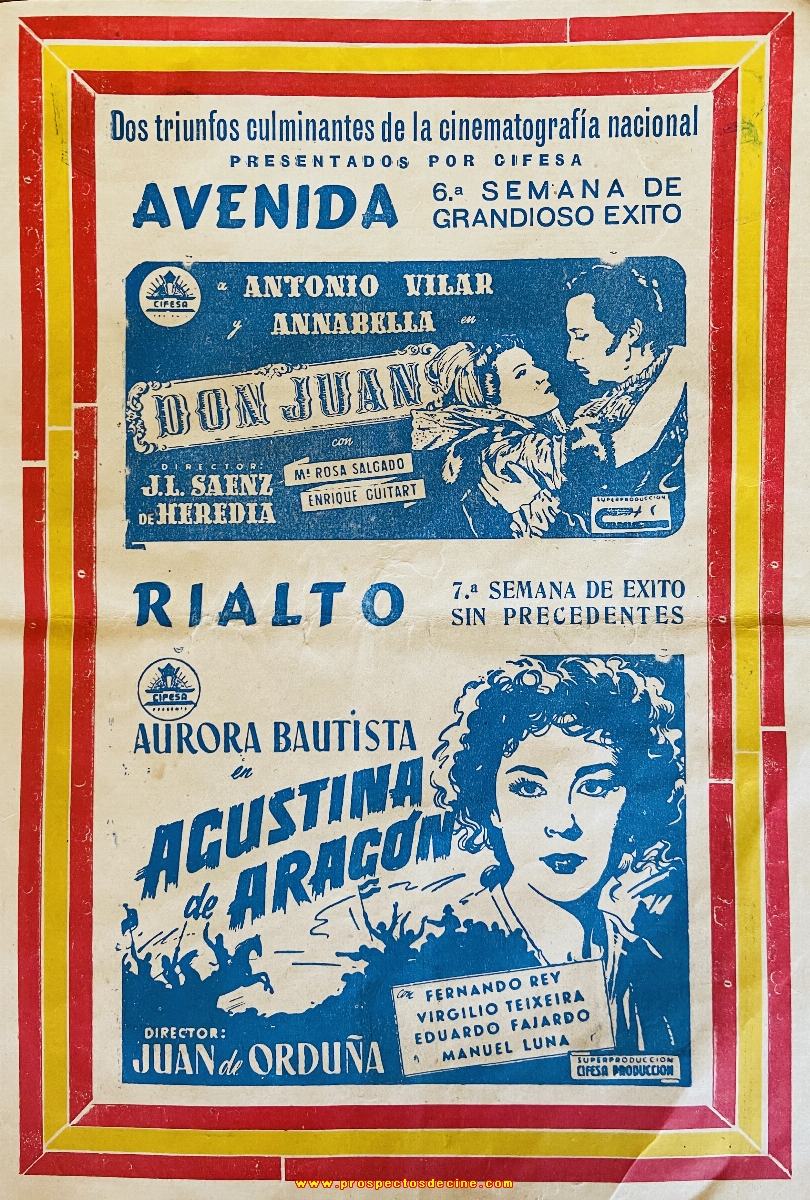 Dos triunfos culminantes de la cinematografía nacional
PRESENTADOS POR CIFESA
AVENIDA
6.ª SEMANA DE
GRANDIOSO EXITO
CIFESA
a ANTONIO VILAR
y ANNABELLA en
DON JUAN
con
Mª ROSA SALGADO
ENRIQUE GUITART
DIRECTOR:
J.L. SAENZ
DE HEREDIA
SUPERPRODUCCION
RIALTO
7.ª SEMANA DE EXITO
SIN PRECEDENTES
CIFESA
PRESENTA
AURORA BAUTISTA
en
AGUSTINA
de ARAGÓN
con FERNANDO REY
VIRGILIO TEIXEIRA
EDUARDO FAJARDO
MANUEL LUNA
DIRECTOR:
JUAN de ORDUÑA
SUPERPRODUCCION
CIFESA PRODUCCION
www.prospectosdecine.com